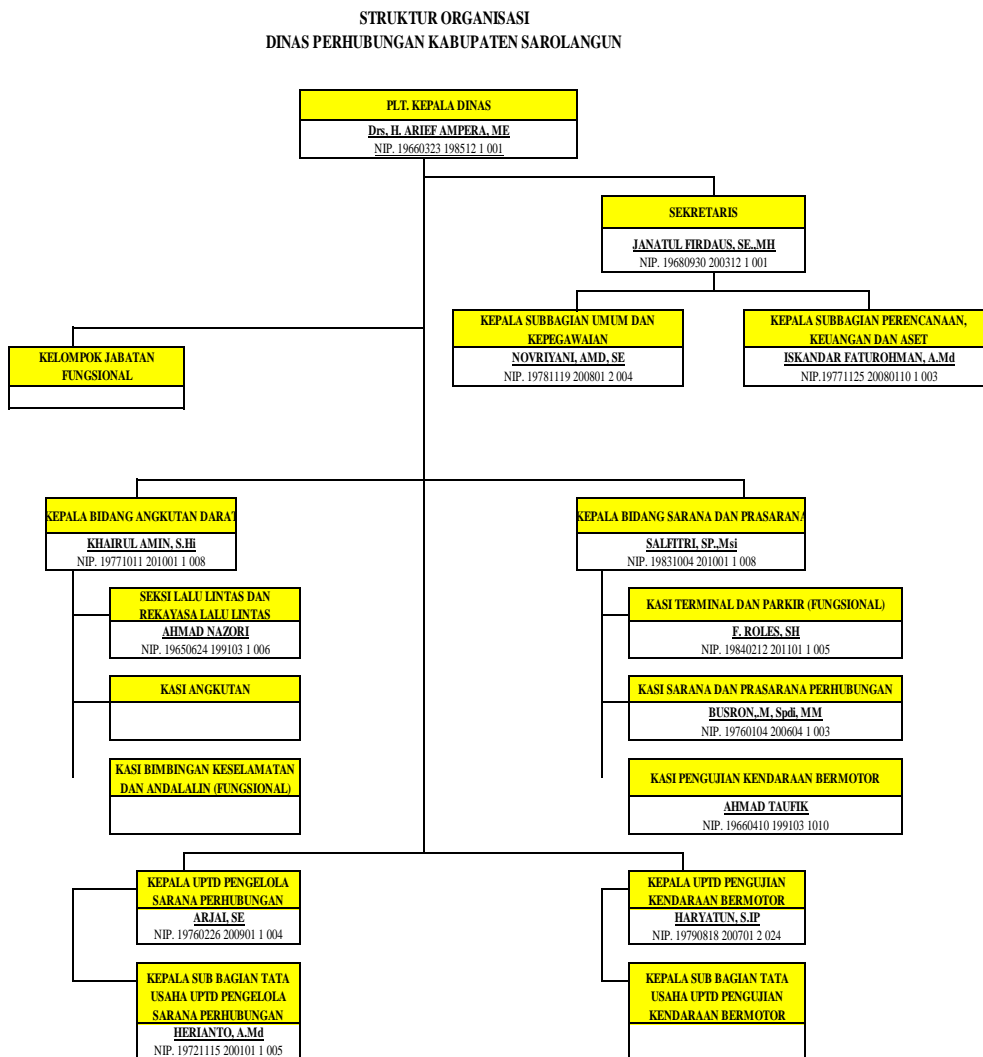 STRUKTUR ORGANISASI
DINAS PERHUBUNGAN KABUPATEN SAROLANGUN
PLT. KEPALA DINAS
Drs, H. ARIEF AMPERA, ME
NIP. 19660323 198512 1 001
SEKRETARIS
JANATUL FIRDAUS, SE.,MH
NIP. 19680930 200312 1 001
KELOMPOK JABATAN
FUNGSIONAL
KEPALA SUBBAGIAN UMUM DAN
KEPEGAWAIAN
NOVRIYANI, AMD, SE
NIP. 19781119 200801 2 004
KEPALA SUBBAGIAN PERENCANAAN,
KEUANGAN DAN ASET
ISKANDAR FATUROHMAN, A.Md
NIP.19771125 20080110 1 003
KEPALA BIDANG ANGKUTAN DARAT
KHAIRUL AMIN, S.Hi
NIP. 19771011 201001 1 008
SEKSI LALU LINTAS DAN
REKAYASA LALU LINTAS
AHMAD NAZORI
NIP. 19650624 199103 1 006
KASI ANGKUTAN
KASI BIMBINGAN KESELAMATAN
DAN ANDALALIN (FUNGSIONAL)
KEPALA BIDANG SARANA DAN PRASARANA
SALFITRI, SP.,Msi
NIP. 19831004 201001 1 008
KASI TERMINAL DAN PARKIR (FUNGSIONAL)
F. ROLES, SH
NIP. 19840212 201101 1 005
KASI SARANA DAN PRASARANA PERHUBUNGAN
BUSRON,.M, Spdi, MM
NIP. 19760104 200604 1 003
KASI PENGUJIAN KENDARAAN BERMOTOR
AHMAD TAUFIK
NIP. 19660410 199103 1010
KEPALA UPTD PENGELOLA
SARANA PERHUBUNGAN
ARJAI, SE
NIP. 19760226 200901 1 004
KEPALA SUB BAGIAN TATA
USAHA UPTD PENGELOLA
SARANA PERHUBUNGAN
HERIANTO, A.Md
NIP. 19721115 200101 1 005
KEPALA UPTD PENGUJIAN
KENDARAAN BERMOTOR
HARYATUN, S.IP
NIP. 19790818 200701 2 024
KEPALA SUB BAGIAN TATA
USAHA UPTD PENGUJIAN
KENDARAAN BERMOTOR